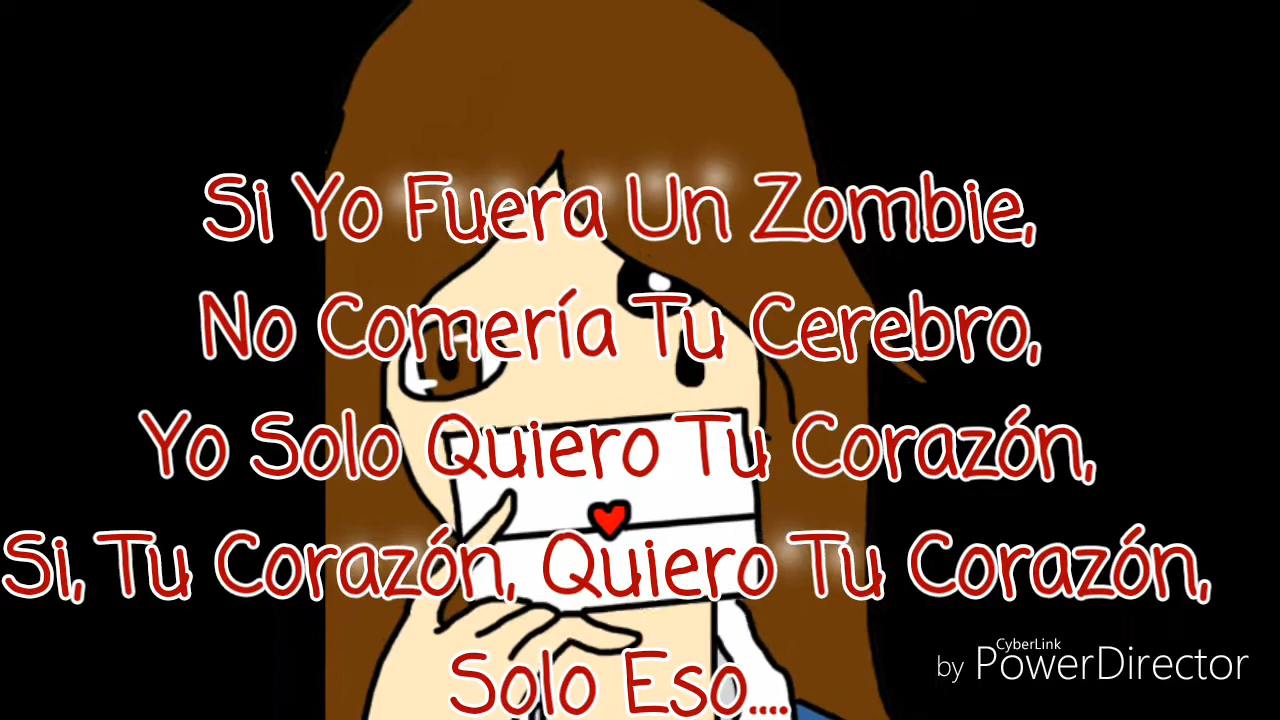 Si Yo Fuera Un Zombie,
No Comería Tu Cerebro,
Yo Solo Quiero Tu Corazón,
Si, Tu Corazón, Quiero Tu Corazón,
Solo Eso....
CyberLink
by PowerDirector